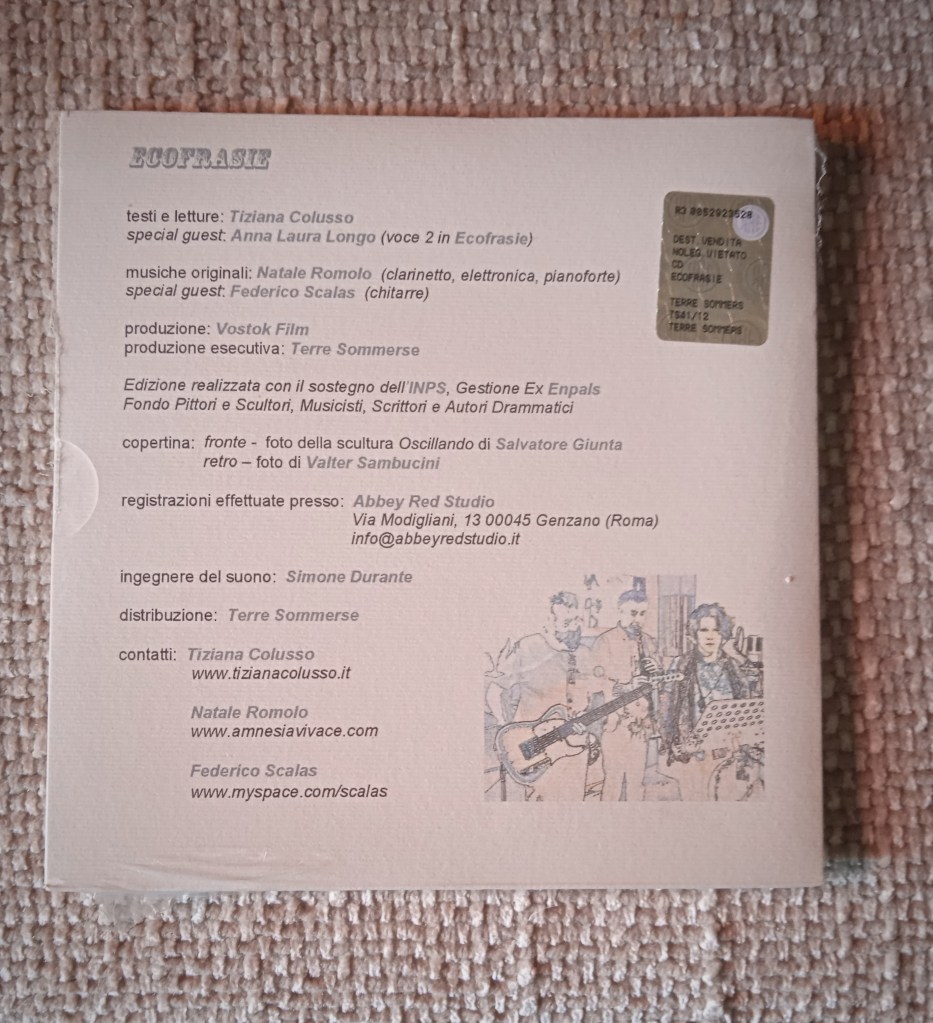 ECOFRASIE
testi e letture: Tiziana Colusso
special guest: Anna Laura Longo (voce 2 in Ecofrasie)
musiche originali: Natale Romolo (clarinetto, elettronica, pianoforte)
special guest: Federico Scalas (chitarre)
produzione: Vostok Film
produzione esecutiva: Terre Sommerse
Edizione realizzata con il sostegno dell'INPS, Gestione Ex Enpals
Fondo Pittori e Scultori, Musicisti, Scrittori e Autori Drammatici
copertina: fronte - foto della scultura Oscillando di Salvatore Giunta
retro – foto di Valter Sambucini
registrazioni effettuate presso: Abbey Red Studio
Via Modigliani, 13 00045 Genzano (Roma)
info@abbeyredstudio.it
ingegnere del suono: Simone Durante
distribuzione: Terre Sommerse
contatti: Tiziana Colusso
www.tizianacolusso.it
Natale Romolo
www.amnesiavivace.com
Federico Scalas
www.myspace.com/scalas
DEST.VENDITA
NOLEG.VIETATO
CD
ECOFRASIE
TERRE SOMMERS
TS41/12
TERRE SOMMERS